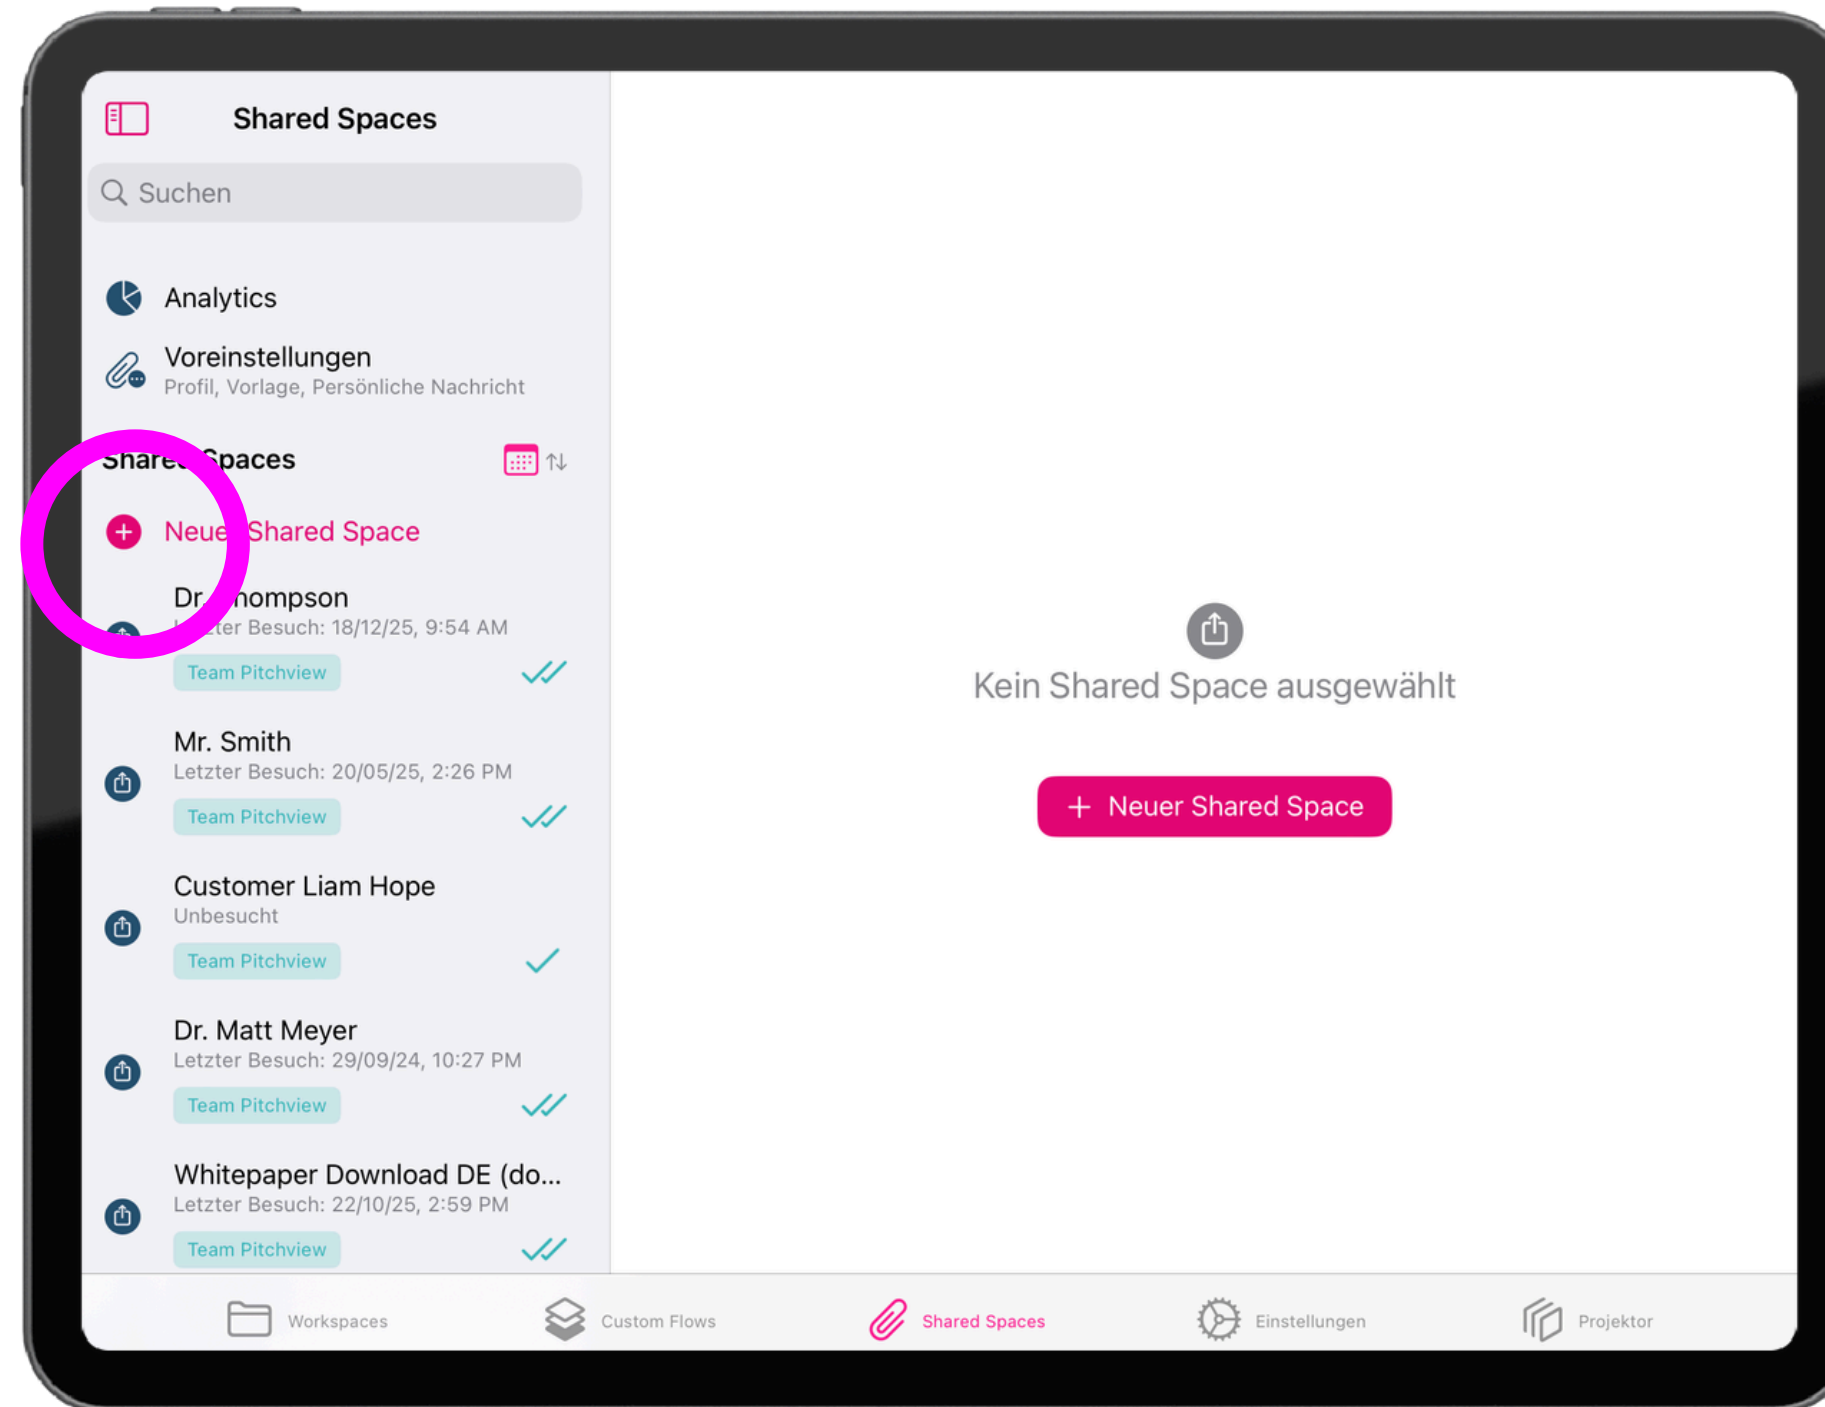 Shared Spaces
Suchen
Analytics
Voreinstellungen
Profil, Vorlage, Persönliche Nachricht
Shared Spaces
Neuer Shared Space
Dr. Thompson
Letzter Besuch: 18/12/25, 9:54 AM
Team Pitchview
Mr. Smith
Letzter Besuch: 20/05/25, 2:26 PM
Team Pitchview
Customer Liam Hope
Unbesucht
Team Pitchview
Dr. Matt Meyer
Letzter Besuch: 29/09/24, 10:27 PM
Team Pitchview
Whitepaper Download DE (do...
Letzter Besuch: 22/10/25, 2:59 PM
Team Pitchview
Kein Shared Space ausgewählt
+ Neuer Shared Space
Workspaces
Custom Flows
Shared Spaces
Einstellungen
Projektor